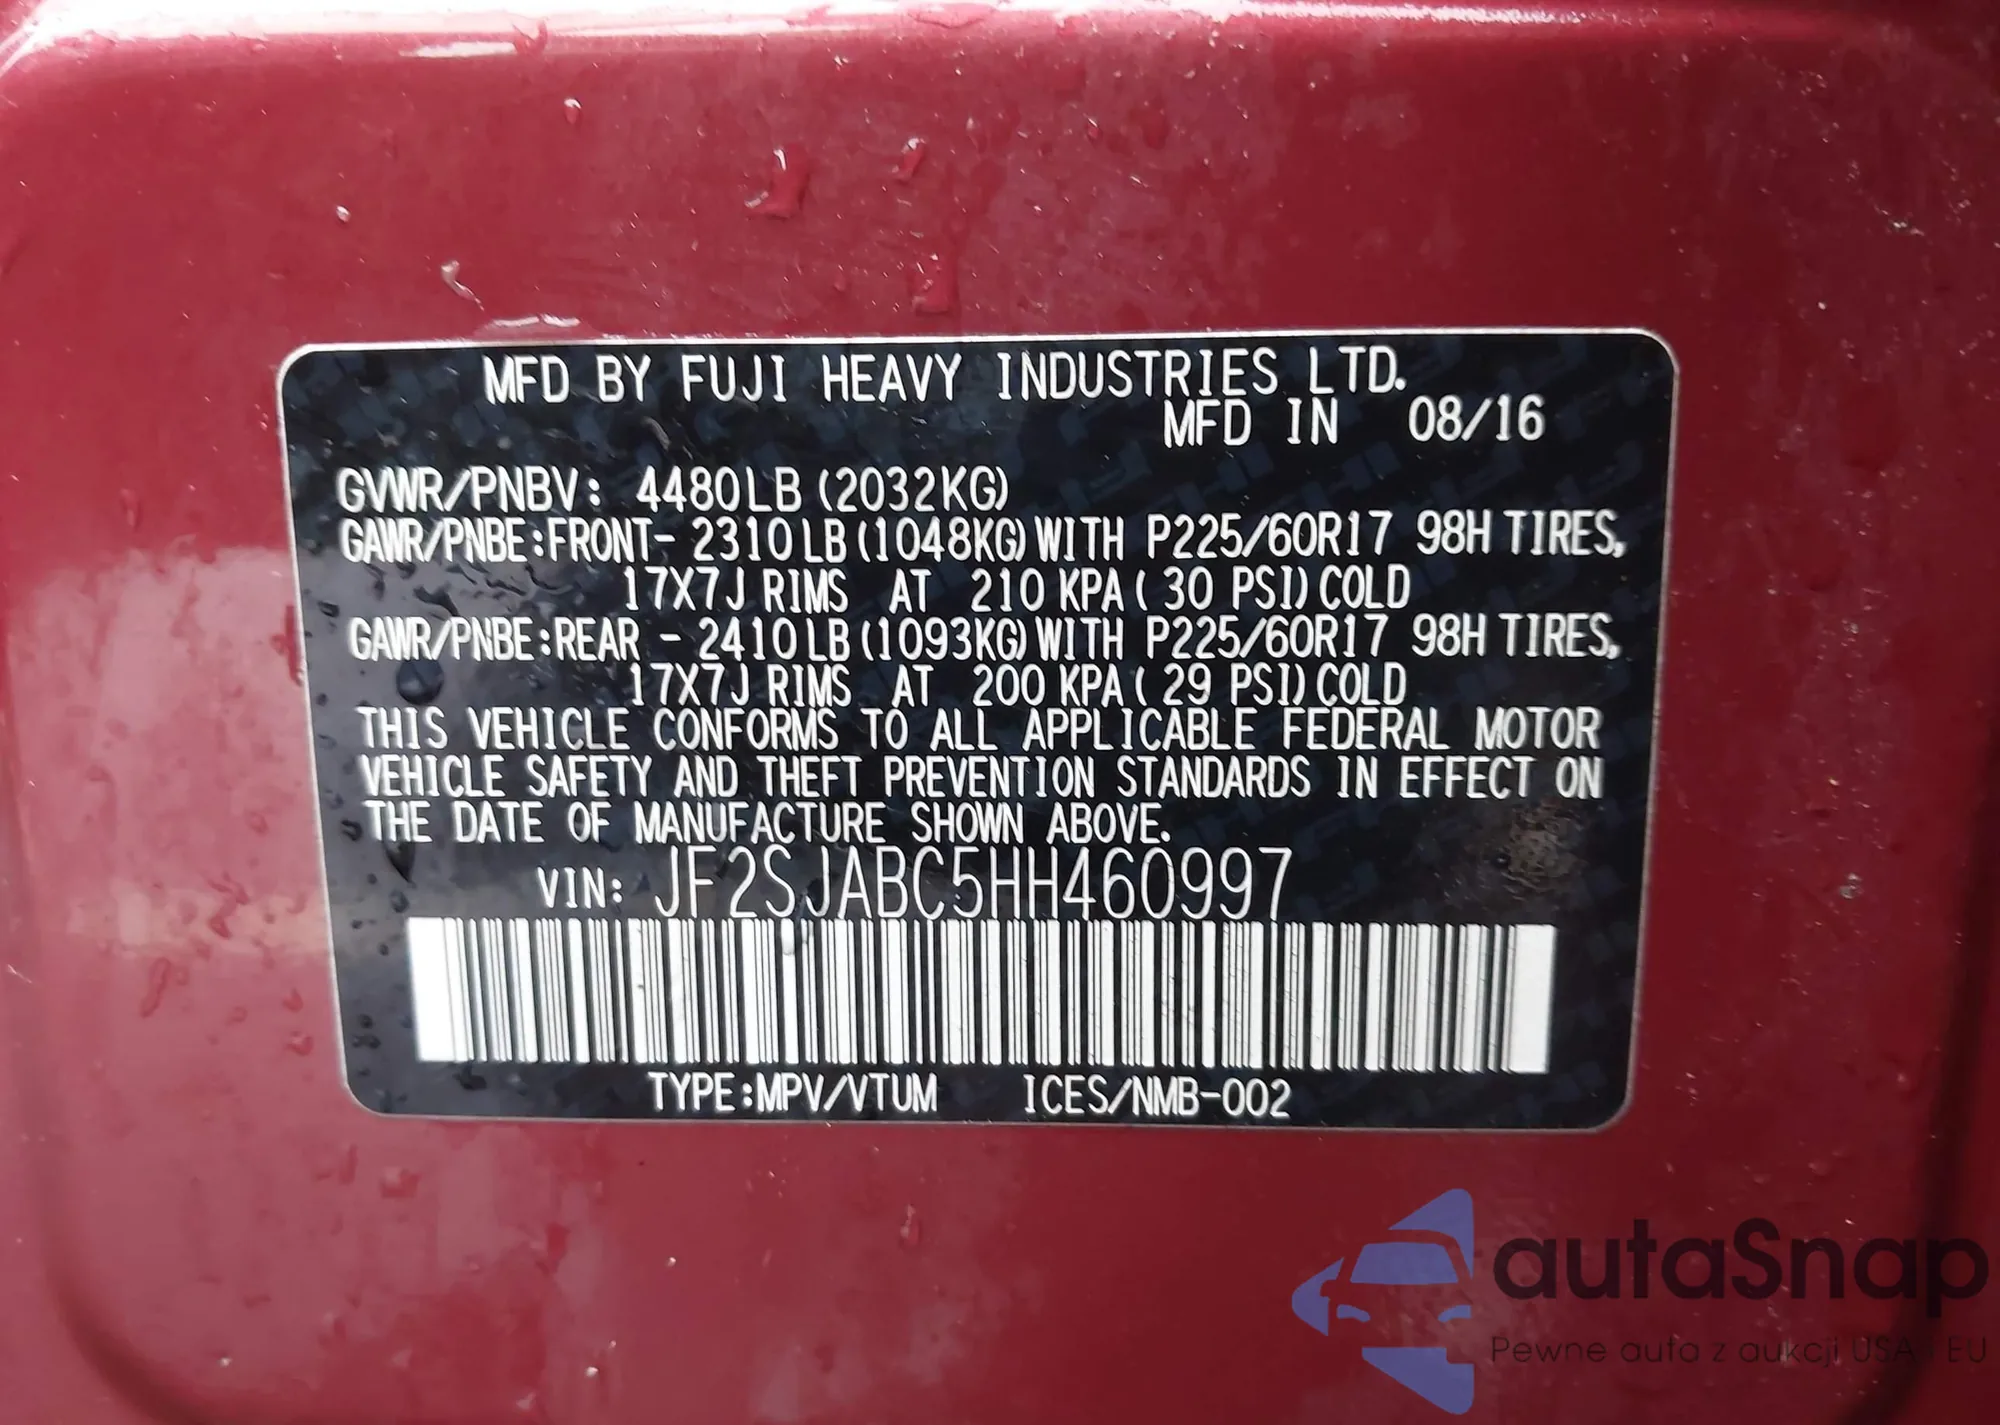 MFD BY FUJI HEAVY INDUSTRIES LTD.
MFD IN 08/16
GVWR/PNBV: 4480LB (2032KG)
GAWR/PNBE:FRONT- 2310LB (1048KG) WITH P225/60R17 98H TIRES,
17X7J RIMS AT 210 KPA ( 30 PSI) COLD
GAWR/PNBE:REAR - 2410LB (1093KG) WITH P225/60R17 98H TIRES,
17X7J RIMS AT 200 KPA ( 29 PSI) COLD
THIS VEHICLE CONFORMS TO ALL APPLICABLE FEDERAL MOTOR
VEHICLE SAFETY AND THEFT PREVENTION STANDARDS IN EFFECT ON
THE DATE OF MANUFACTURE SHOWN ABOVE.
VIN: JF2SJABC5HH460997
TYPE:MPV/VTUM ICES/NMB-002
autaSnap
Pewne auta z aukcji USA i EU